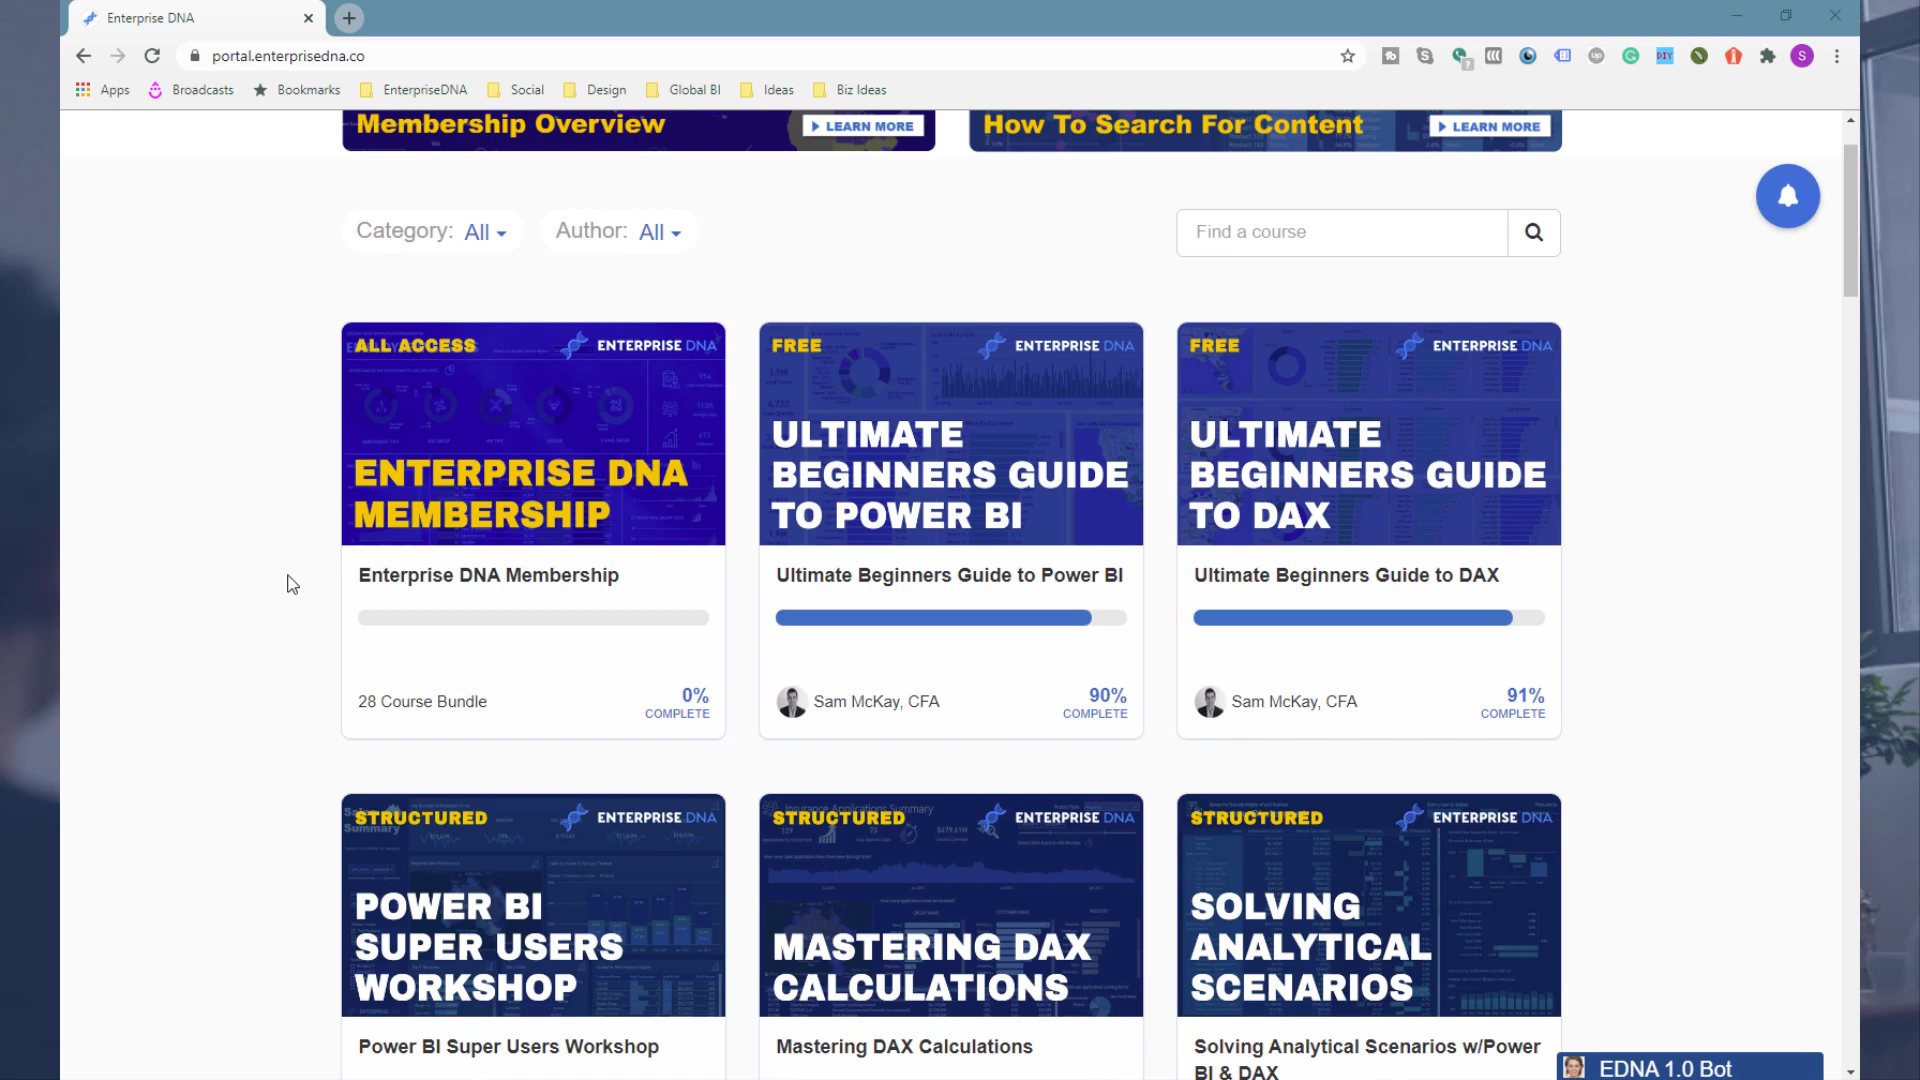 Enterprise DNA
portal.enterprisedna.co
Apps Broadcasts Bookmarks EnterpriseDNA Social Design Global BI Ideas Biz Ideas
Membership Overview LEARN MORE
How To Search For Content LEARN MORE
Category: All Author: All Find a course
ALL ACCESS ENTERPRISE DNA
ENTERPRISE DNA
MEMBERSHIP
Enterprise DNA Membership
28 Course Bundle
0%
COMPLETE
FREE ENTERPRISE DNA
ULTIMATE
BEGINNERS GUIDE
TO POWER BI
Ultimate Beginners Guide to Power BI
Sam McKay, CFA
90%
COMPLETE
FREE ENTERPRISE DNA
ULTIMATE
BEGINNERS GUIDE
TO DAX
Ultimate Beginners Guide to DAX
Sam McKay, CFA
91%
COMPLETE
STRUCTURED ENTERPRISE DNA
POWER BI
SUPER USERS
WORKSHOP
Power BI Super Users Workshop
STRUCTURED ENTERPRISE DNA
Insurance Applications Summary
MASTERING DAX
CALCULATIONS
Mastering DAX Calculations
STRUCTURED ENTERPRISE DNA
SOLVING
ANALYTICAL
SCENARIOS
Solving Analytical Scenarios w/Power
BI & DAX
EDNA 1.0 Bot